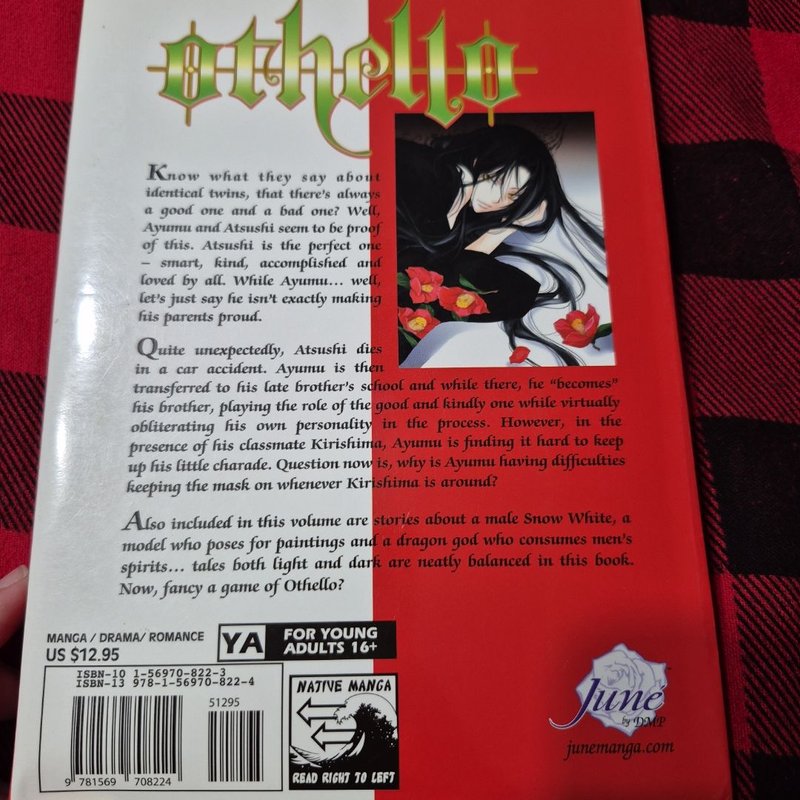 othello
Know what they say about
identical twins, that there's always
a good one and a bad one? Well,
Ayumu and Atsushi seem to be proof
of this. Atsushi is the perfect one
– smart, kind, accomplished and
loved by all. While Ayumu... well,
let's just say he isn't exactly making
his parents proud.
Quite unexpectedly, Atsushi dies
in a car accident. Ayumu is then
transferred to his late brother's school and while there, he "becomes"
his brother, playing the role of the good and kindly one while virtually
obliterating his own personality in the process. However, in the
presence of his classmate Kirishima, Ayumu is finding it hard to keep
up his little charade. Question now is, why is Ayumu having difficulties
keeping the mask on whenever Kirishima is around?
Also included in this volume are stories about a male Snow White, a
model who poses for paintings and a dragon god who consumes men's
spirits... tales both light and dark are neatly balanced in this book.
Now, fancy a game of Othello?
MANGA / DRAMA/ ROMANCE
US $12.95
YA FOR YOUNG
ADULTS 16+
ISBN-10 1-56970-822-3
ISBN-13 978-1-56970-822-4
51295
9 781569 708224
NATIVE MANGA
READ RIGHT TO LEFT
Juné
by DMP
junemanga.com